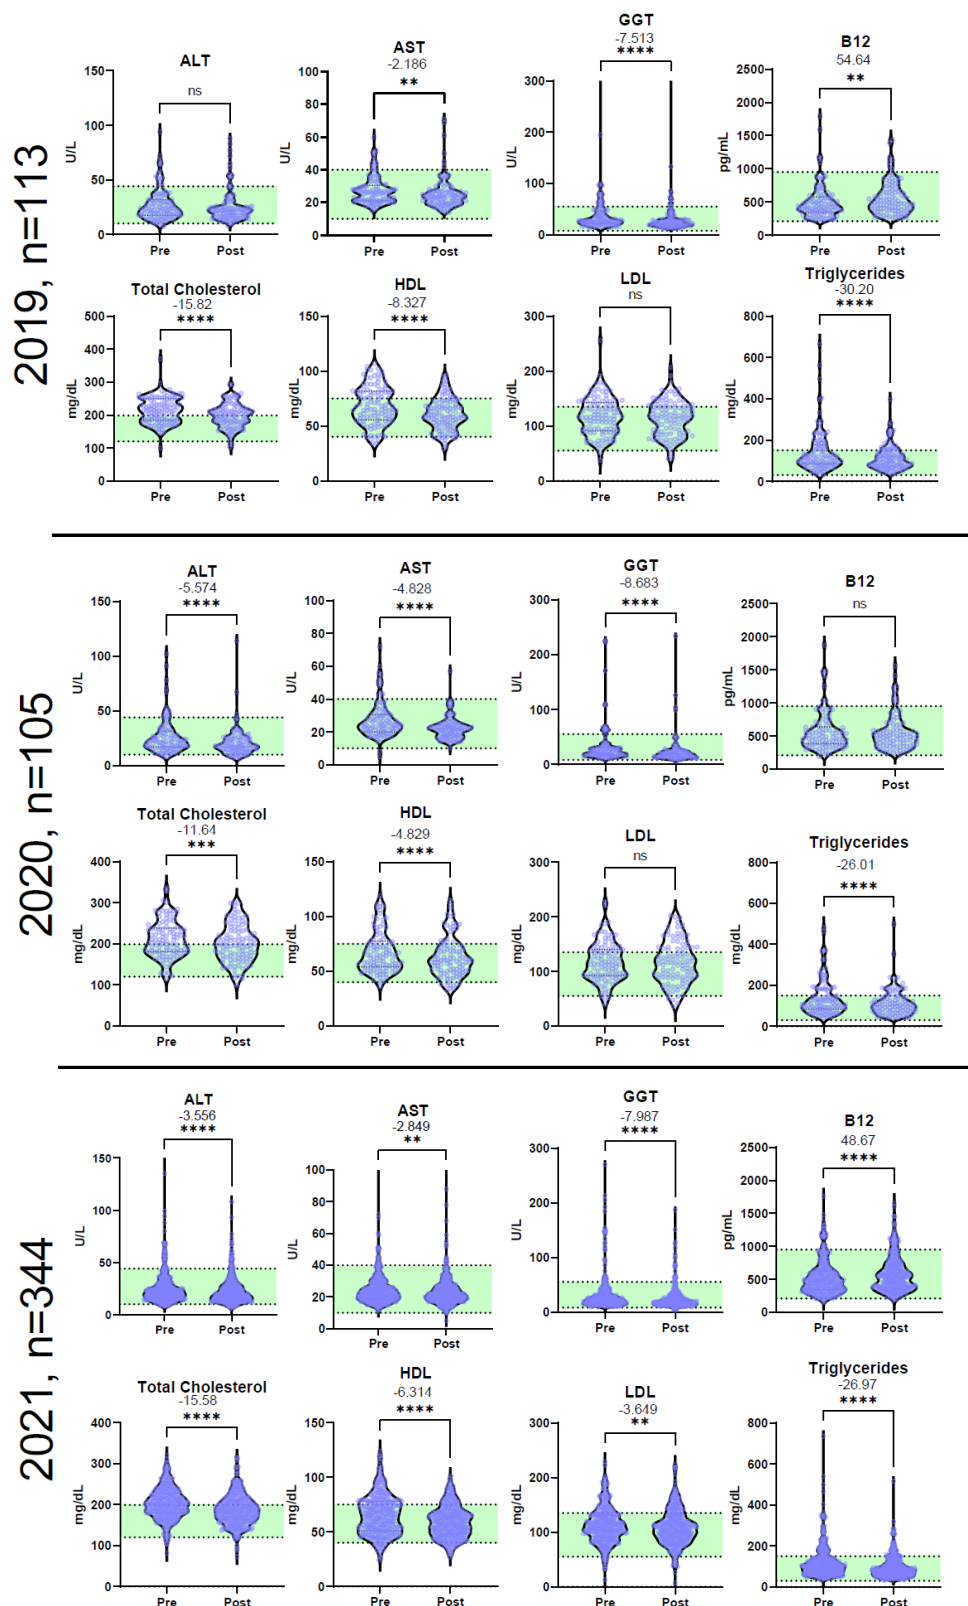 2019, n=113
ALT
ns
U/L
150
100
50
0
Pre Post
AST
-2.186
**
U/L
100
80
60
40
20
0
Pre Post
GGT
-7.513
****
U/L
300
200
100
0
Pre Post
B12
54.64
**
pg/mL
2500
2000
1500
1000
500
0
Pre Post
Total Cholesterol
-15.82
****
mg/dL
500
400
300
200
100
0
Pre Post
HDL
-8.327
****
mg/dL
150
100
50
0
Pre Post
LDL
ns
mg/dL
300
200
100
0
Pre Post
Triglycerides
-30.20
****
mg/dL
800
600
400
200
0
Pre Post
2020, n=105
ALT
-5.574
****
U/L
150
100
50
0
Pre Post
AST
-4.828
****
U/L
100
80
60
40
20
0
Pre Post
GGT
-8.683
****
U/L
300
200
100
0
Pre Post
B12
ns
pg/mL
2500
2000
1500
1000
500
0
Pre Post
Total Cholesterol
-11.64
***
mg/dL
400
300
200
100
0
Pre Post
HDL
-4.829
****
mg/dL
150
100
50
0
Pre Post
LDL
ns
mg/dL
300
200
100
0
Pre Post
Triglycerides
-26.01
****
mg/dL
800
600
400
200
0
Pre Post
2021, n=344
ALT
-3.556
****
U/L
150
100
50
0
Pre Post
AST
-2.849
**
U/L
100
80
60
40
20
0
Pre Post
GGT
-7.987
****
U/L
300
200
100
0
Pre Post
B12
48.67
****
pg/mL
2500
2000
1500
1000
500
0
Pre Post
Total Cholesterol
-15.58
****
mg/dL
400
300
200
100
0
Pre Post
HDL
-6.314
****
mg/dL
150
100
50
0
Pre Post
LDL
-3.649
**
mg/dL
300
200
100
0
Pre Post
Triglycerides
-26.97
****
mg/dL
800
600
400
200
0
Pre Post